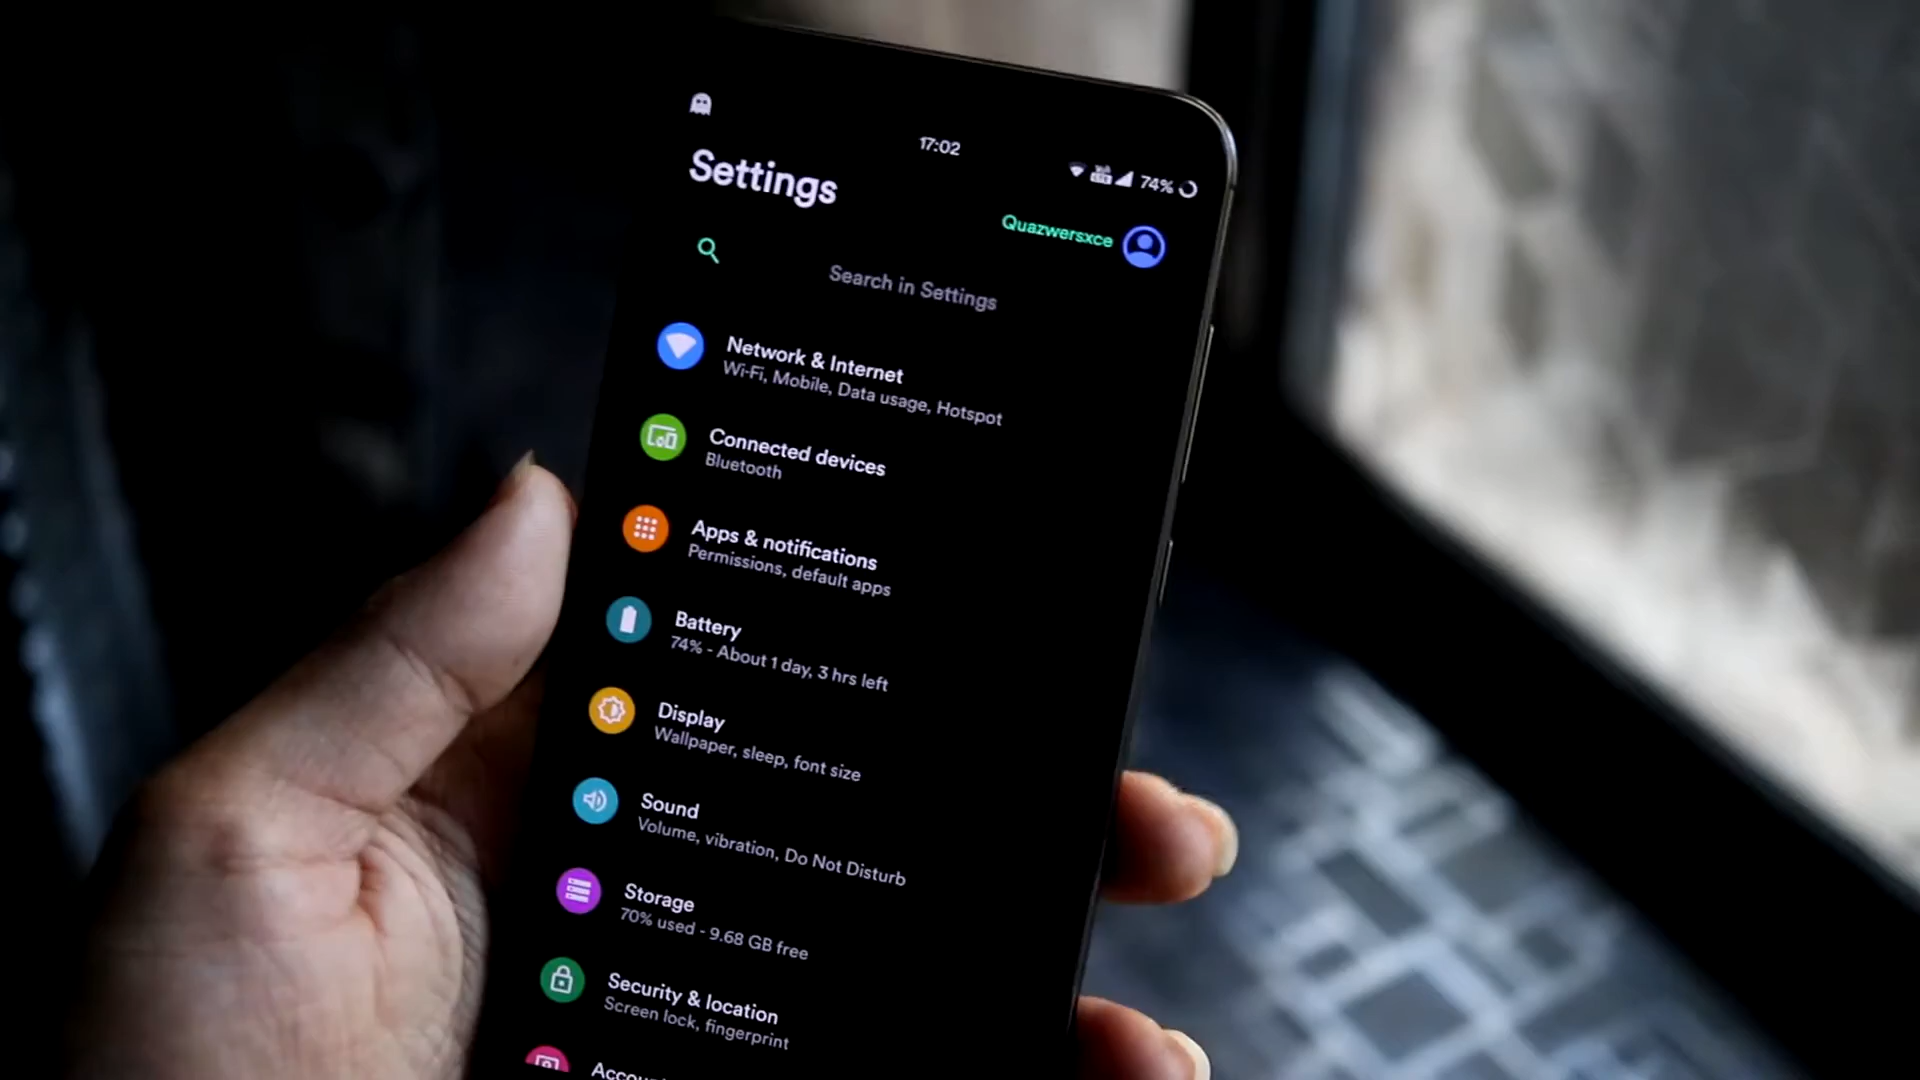 17:02
74%
Settings
Quazwersxce
Search in Settings
Network & Internet
Wi-Fi, Mobile, Data usage, Hotspot
Connected devices
Bluetooth
Apps & notifications
Permissions, default apps
Battery
74% - About 1 day, 3 hrs left
Display
Wallpaper, sleep, font size
Sound
Volume, vibration, Do Not Disturb
Storage
70% used - 9.68 GB free
Security & location
Screen lock, fingerprint